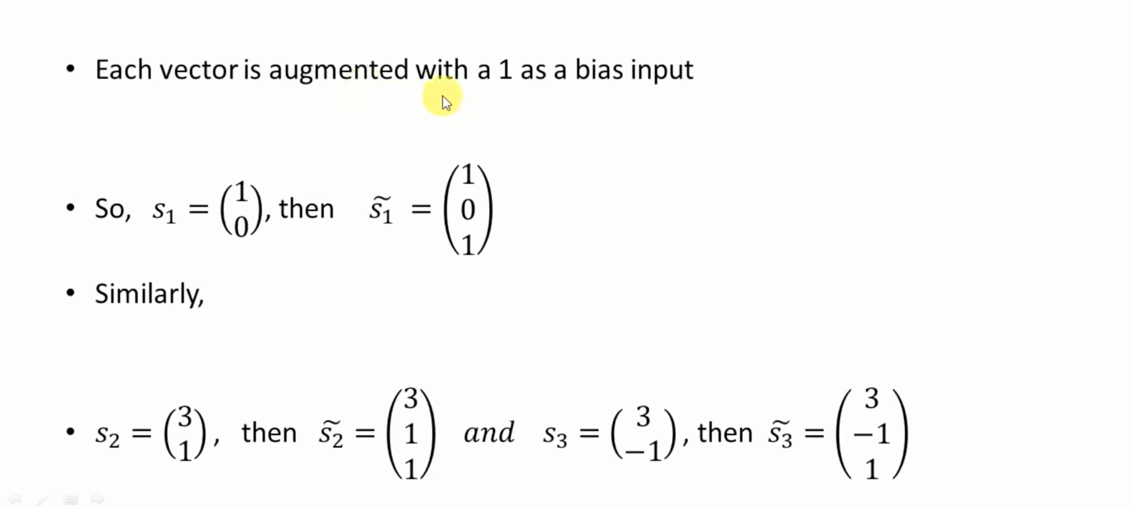 • Each vector is augmented with a 1 as a bias input
• So, s₁ = (1 0), then s̃₁ = (1 0 1)
• Similarly,
• s₂ = (3 1), then s̃₂ = (3 1 1) and s₃ = (3 −1), then s̃₃ = (3 −1 1)